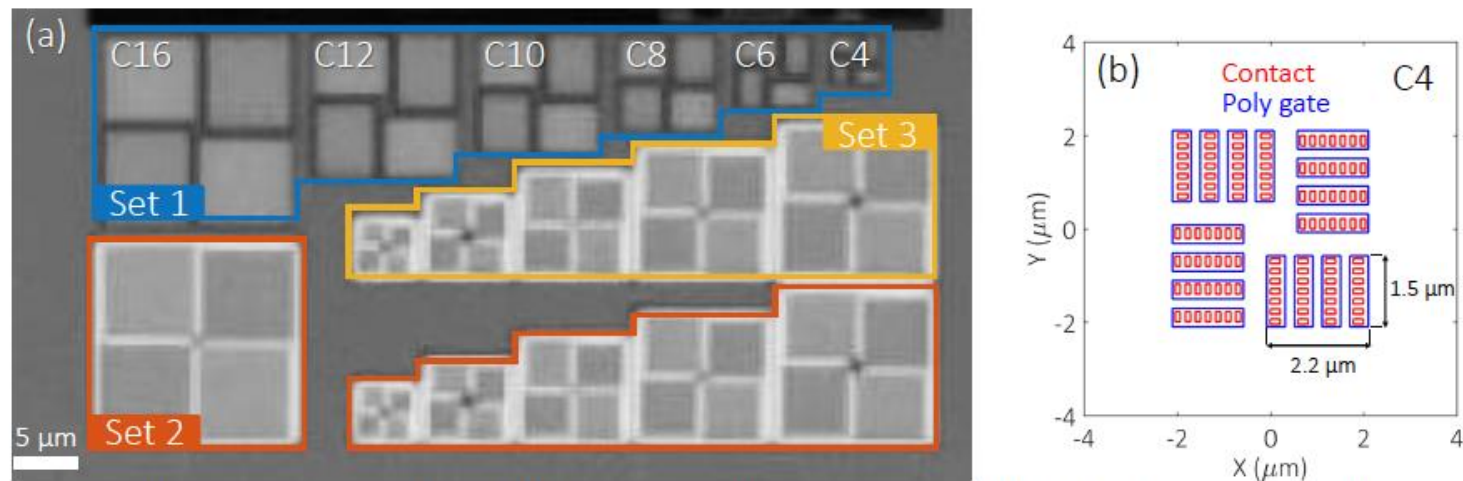 (a)
C16
C12
C10
C8
C6
C4
Set 1
Set 3
Set 2
5 μm
(b)
Contact
Poly gate
C4
4
2
0
-2
-4
Y (μm)
1.5 μm
2.2 μm
-4
-2
0
2
4
X (μm)